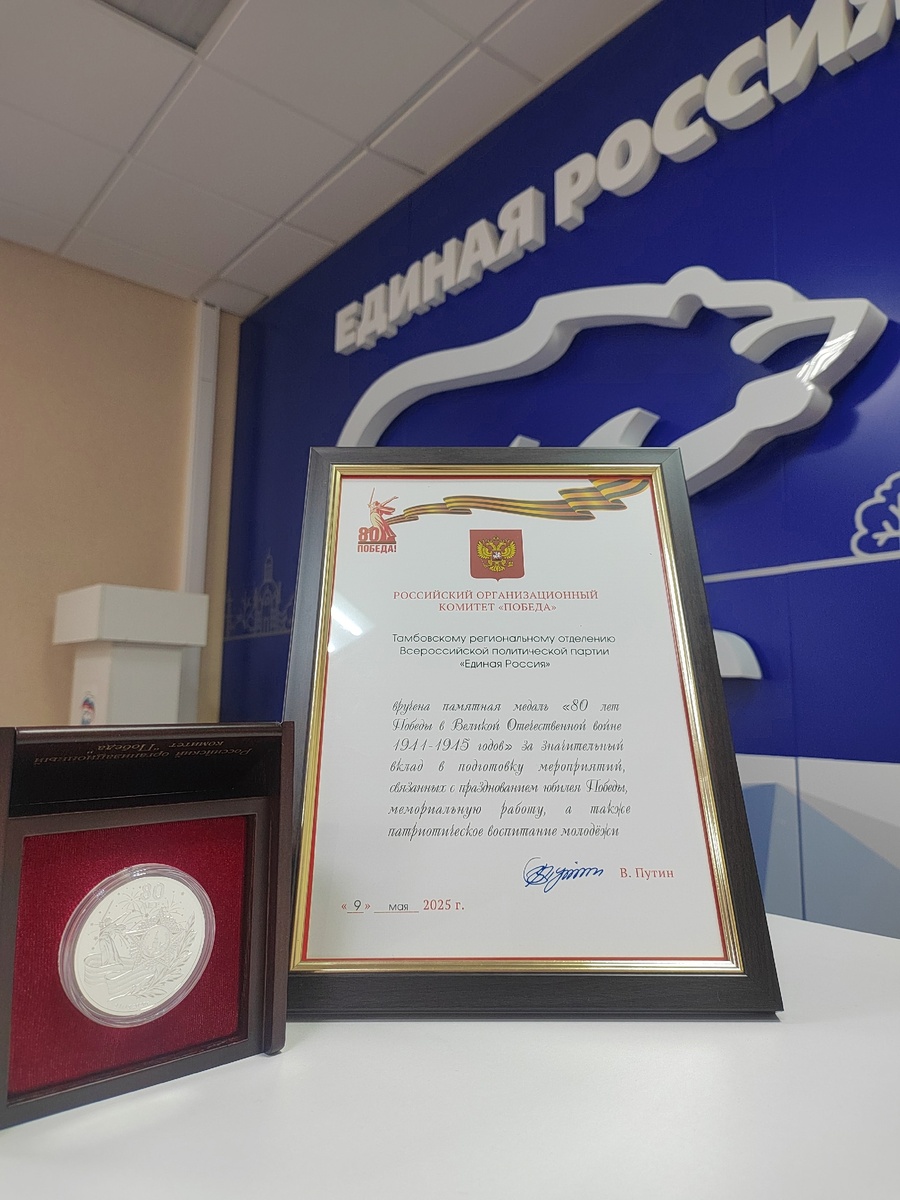 ЕДИНАЯ РОССИЯ
80
ПОБЕДА!
РОССИЙСКИЙ ОРГАНИЗАЦИОННЫЙ
КОМИТЕТ «ПОБЕДА»
Тамбовскому региональному отделению
Всероссийской политической партии
«Единая Россия»
вручена памятная медаль «80 лет
Победы в Великой Отечественной войне
1941-1945 годов» за значительный
вклад в подготовку мероприятий,
связанных с празднованием юбилея Победы,
мемориальную работу, а также
патриотическое воспитание молодёжи
В. Путин
«9» мая 2025 г.
Российский организационный
комитет "Победа"
80